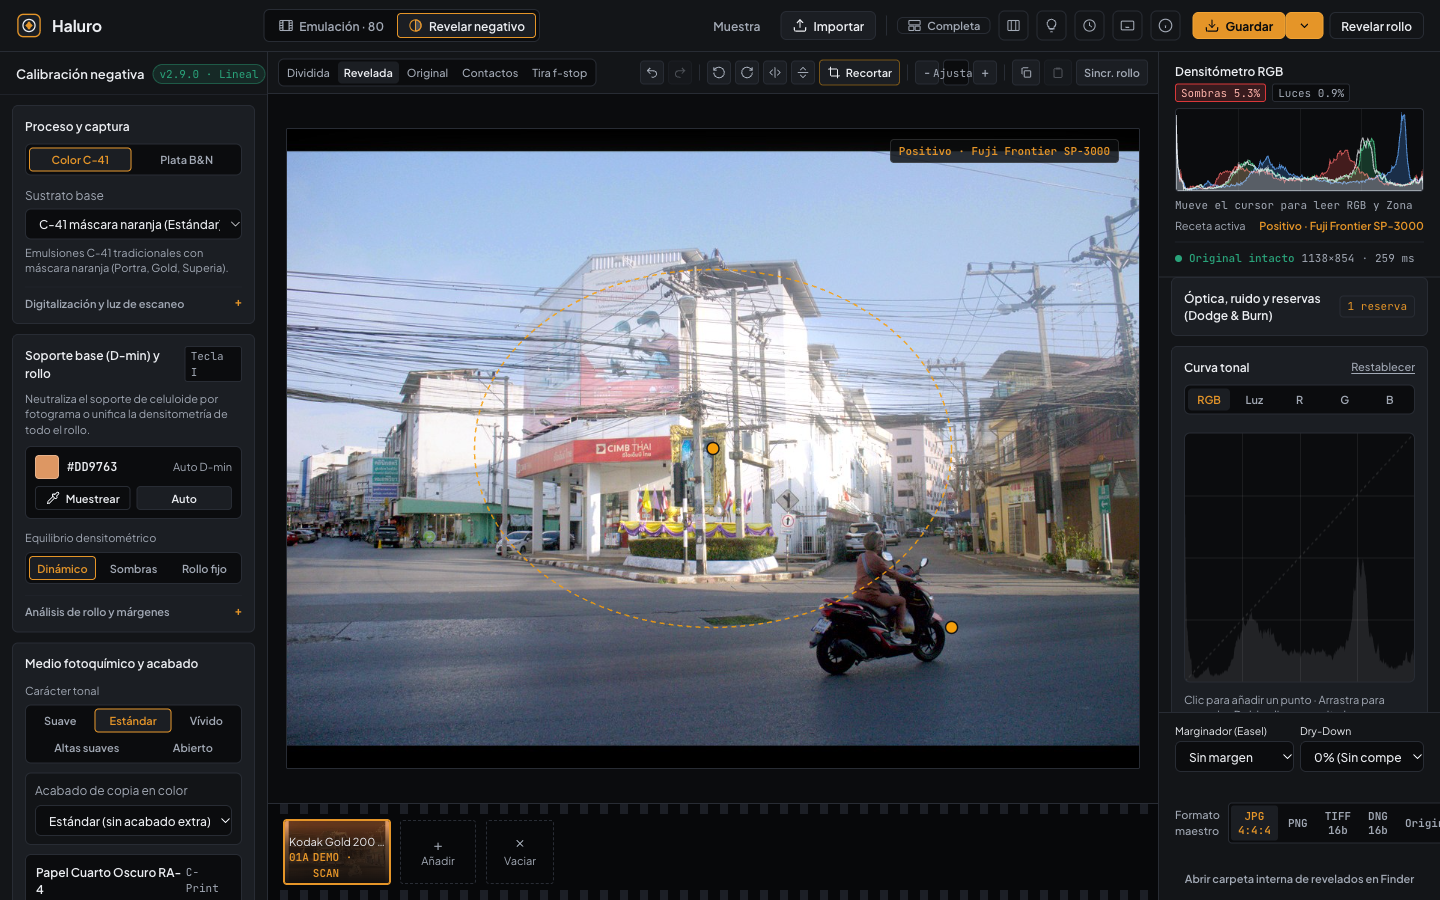 Haluro
Emulación · 80
Revelar negativo
Muestra
Importar
Completa
Guardar
Revelar rollo
Calibración negativa
v2.9.0 · Lineal
Dividida
Revelada
Original
Contactos
Tira f-stop
Recortar
- Ajusta +
Sincr. rollo
Proceso y captura
Color C-41
Plata B&N
Sustrato base
C-41 máscara naranja (Estándar)
Emulsiones C-41 tradicionales con
máscara naranja (Portra, Gold, Superia).
Digitalización y luz de escaneo
+
Soporte base (D-min) y
rollo
Tecla
I
Neutraliza el soporte de celuloide por
fotograma o unifica la densitometría de
todo el rollo.
#DD9763
Auto D-min
Muestrear
Auto
Equilibrio densitométrico
Dinámico
Sombras
Rollo fijo
Análisis de rollo y márgenes
+
Medio fotoquímico y acabado
Carácter tonal
Suave
Estándar
Vívido
Altas suaves
Abierto
Acabado de copia en color
Estándar (sin acabado extra)
Papel Cuarto Oscuro RA-
4
C-
Print
Positivo · Fuji Frontier SP-3000
CIMB THAI
Kodak Gold 200 ...
01A DEMO ·
SCAN
+
Añadir
×
Vaciar
Densitómetro RGB
Sombras 5.3%
Luces 0.9%
Mueve el cursor para leer RGB y Zona
Receta activa
Positivo · Fuji Frontier SP-3000
Original intacto 1138×854 · 259 ms
Óptica, ruido y reservas
(Dodge & Burn)
1 reserva
Curva tonal
Restablecer
RGB
Luz
R
G
B
Clic para añadir un punto · Arrastra para
Marginador (Easel)
Dry-Down
Sin margen
0% (Sin compe
Formato
maestro
JPG
4:4:4
PNG
TIFF
16b
DNG
16b
Origin
Abrir carpeta interna de revelados en Finder